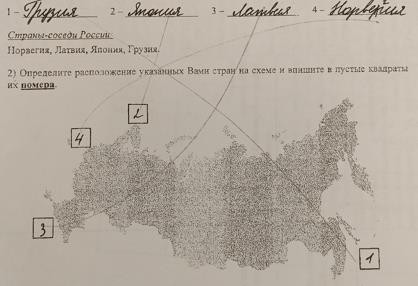 1 – Грузия 2 – Япония 3 – Латвия 4 – Норвегия
Страны-соседи России:
Норвегия, Латвия, Япония, Грузия.
2) Определите расположение указанных Вами стран на схеме и впишите в пустые квадраты
их номера.
2
4
3
1